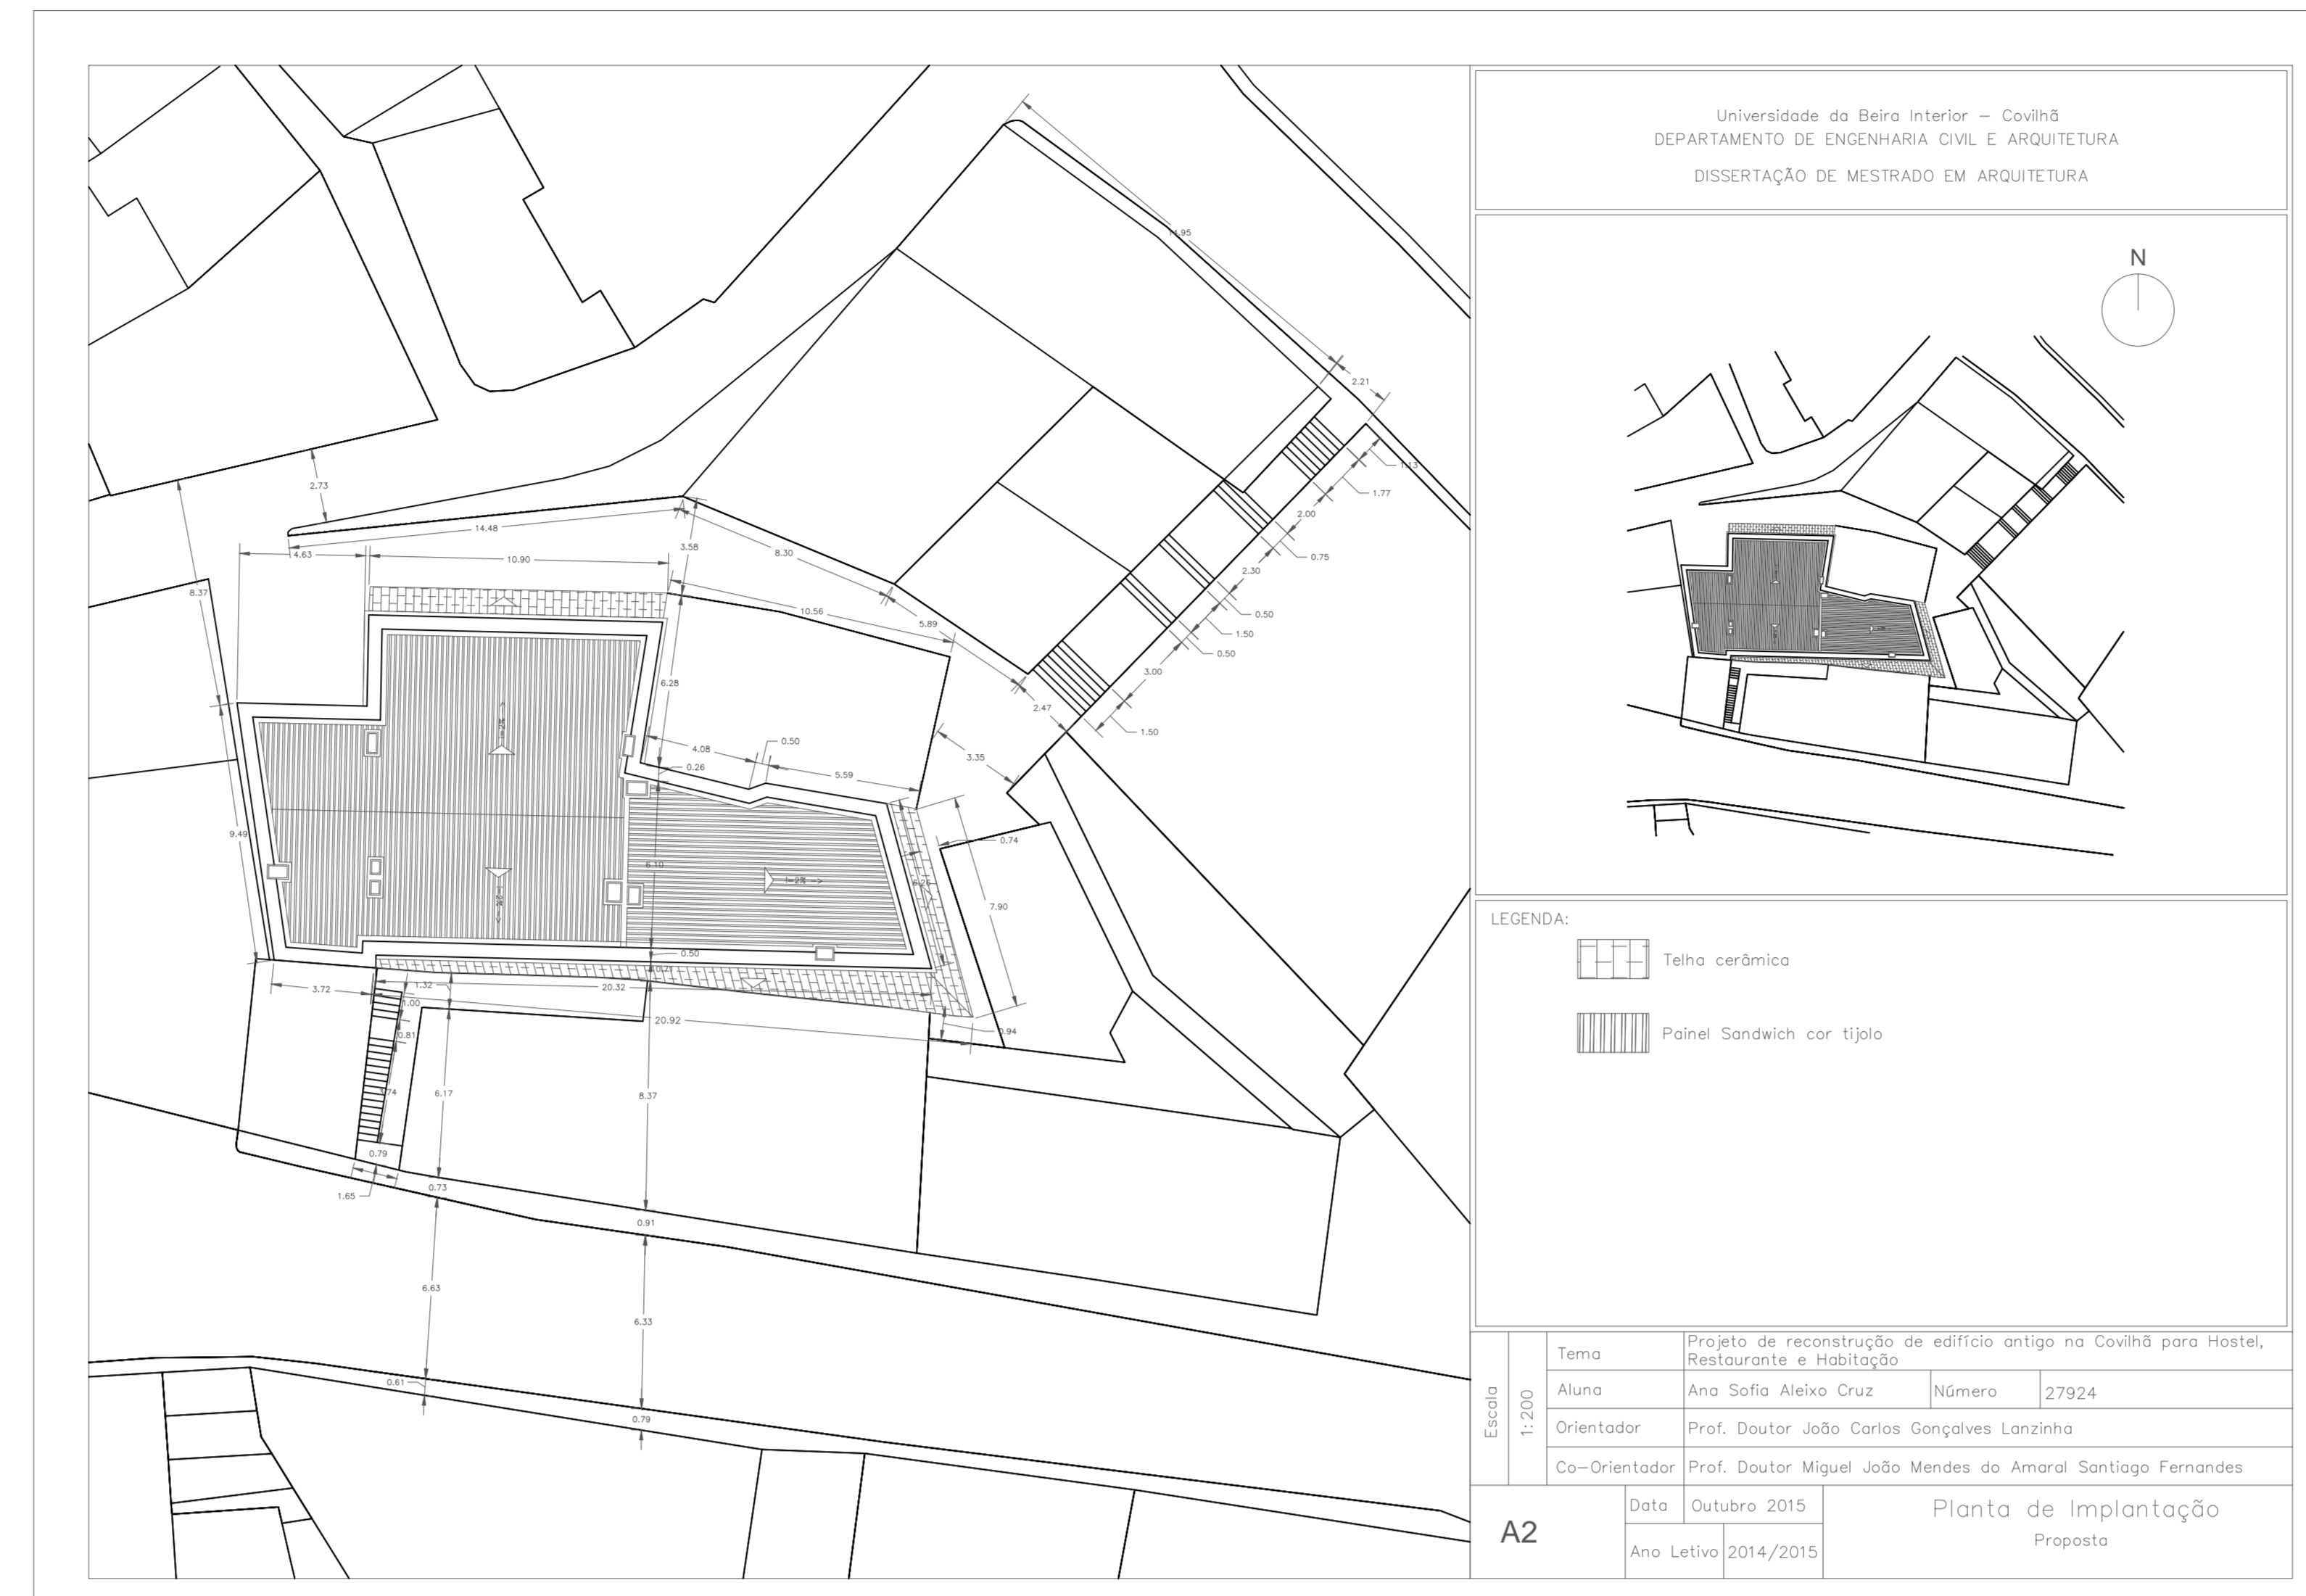 Universidade da Beira Interior – Covilhã
DEPARTAMENTO DE ENGENHARIA CIVIL E ARQUITETURA
DISSERTAÇÃO DE MESTRADO EM ARQUITETURA
N
LEGENDA:
Telha cerâmica
Painel Sandwich cor tijolo
Escala
1:200
Tema
Projeto de reconstrução de edifício antigo na Covilhã para Hostel,
Restaurante e Habitação
Aluna
Ana Sofia Aleixo Cruz
Número
27924
Orientador
Prof. Doutor João Carlos Gonçalves Lanzinha
Co-Orientador
Prof. Doutor Miguel João Mendes do Amaral Santiago Fernandes
A2
Data
Outubro 2015
Ano Letivo
2014/2015
Planta de Implantação
Proposta
2.21
1.13
1.77
2.00
0.75
2.30
0.50
1.50
0.50
3.00
1.50
2.73
14.48
3.58
8.30
4.63
10.90
8.37
10.56
5.89
6.28
2.47
4.08
0.50
0.26
5.59
3.35
9.49
0.74
6.10
i=2% -->
6.26
7.90
0.50
3.72
1.32
20.32
1.00
20.92
0.94
0.81
6.17
8.37
0.79
0.73
1.65
0.91
6.63
6.33
0.61
0.79